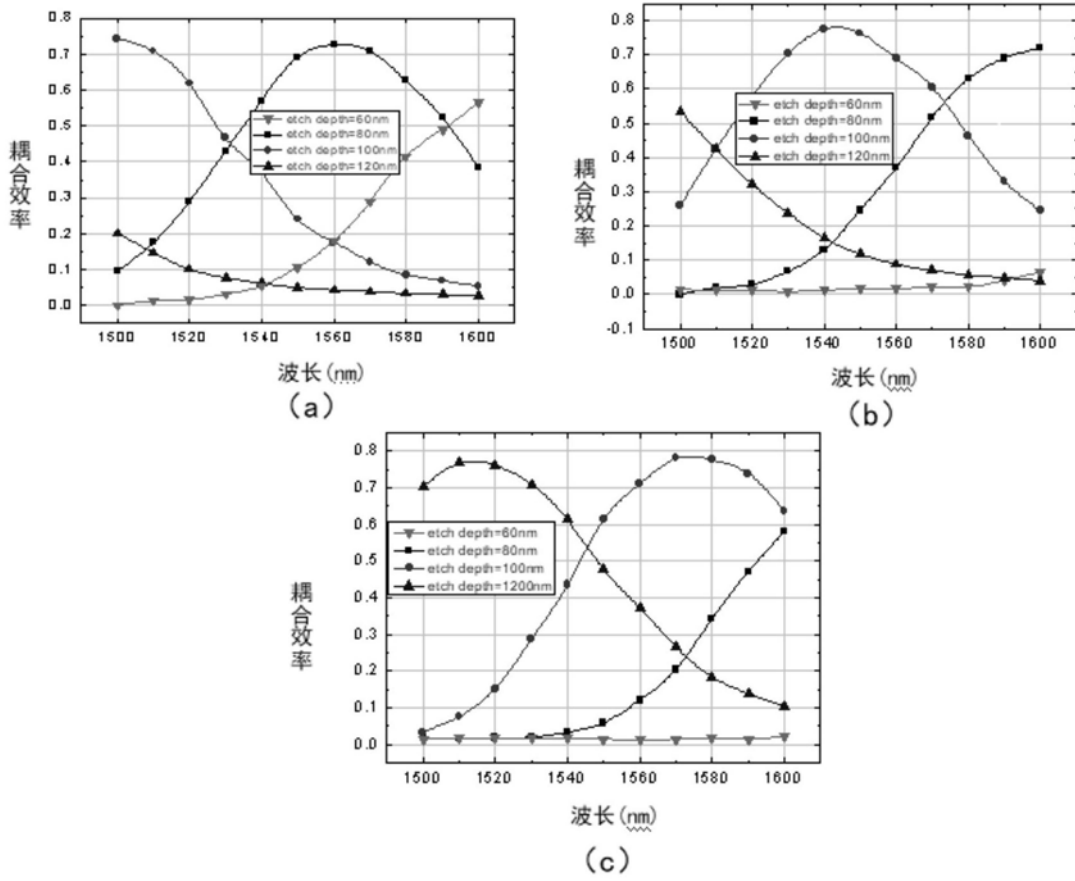 0.8
0.7
0.6
0.5
0.4
0.3
0.2
0.1
0.0
耦合效率
etch depth=60nm
etch depth=80nm
etch depth=100nm
etch depth=120nm
1500 1520 1540 1560 1580 1600
波长(nm)
(a)
0.8
0.7
0.6
0.5
0.4
0.3
0.2
0.1
0.0
-0.1
耦合效率
etch depth=60nm
etch depth=80nm
etch depth=100nm
etch depth=120nm
1500 1520 1540 1560 1580 1600
波长(nm)
(b)
0.8
0.7
0.6
0.5
0.4
0.3
0.2
0.1
0.0
耦合效率
etch depth=60nm
etch depth=80nm
etch depth=100nm
etch depth=1200nm
1500 1520 1540 1560 1580 1600
波长(nm)
(c)